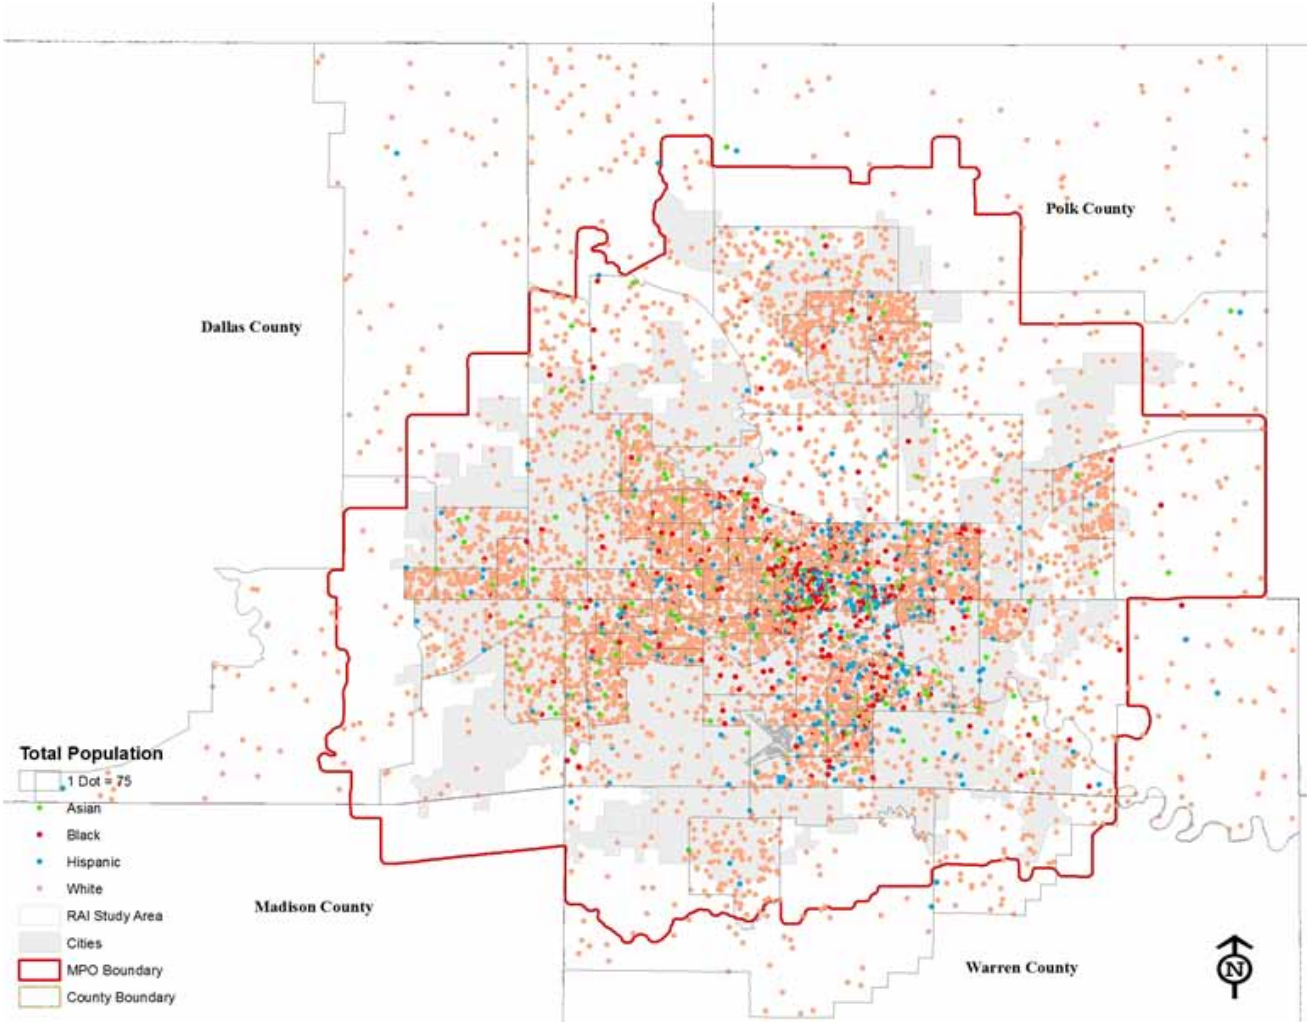 Polk County
Dallas County
Total Population
1 Dot = 75
Asian
Black
Hispanic
White
RAI Study Area
Cities
MPO Boundary
County Boundary
Madison County
Warren County
N